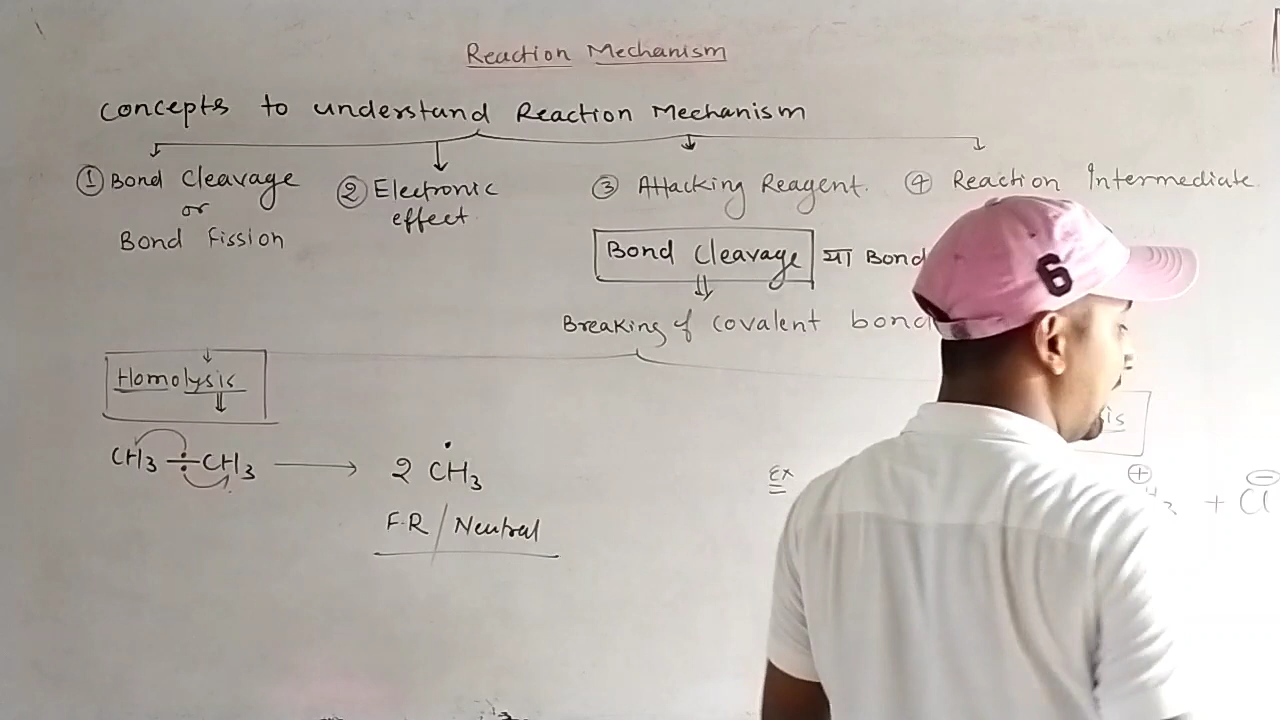 Reaction Mechanism
Concepts to understand Reaction Mechanism
① Bond Cleavage
or
Bond Fission
② Electronic
effect
③ Attacking Reagent.
④ Reaction Intermediate
Bond Cleavage या Bond
Breaking of covalent bond
Homolysis
CH3 ÷ CH3 → 2 ĊH3
F.R / Neutral
Ex
⊕
+ Cl ⊖
6